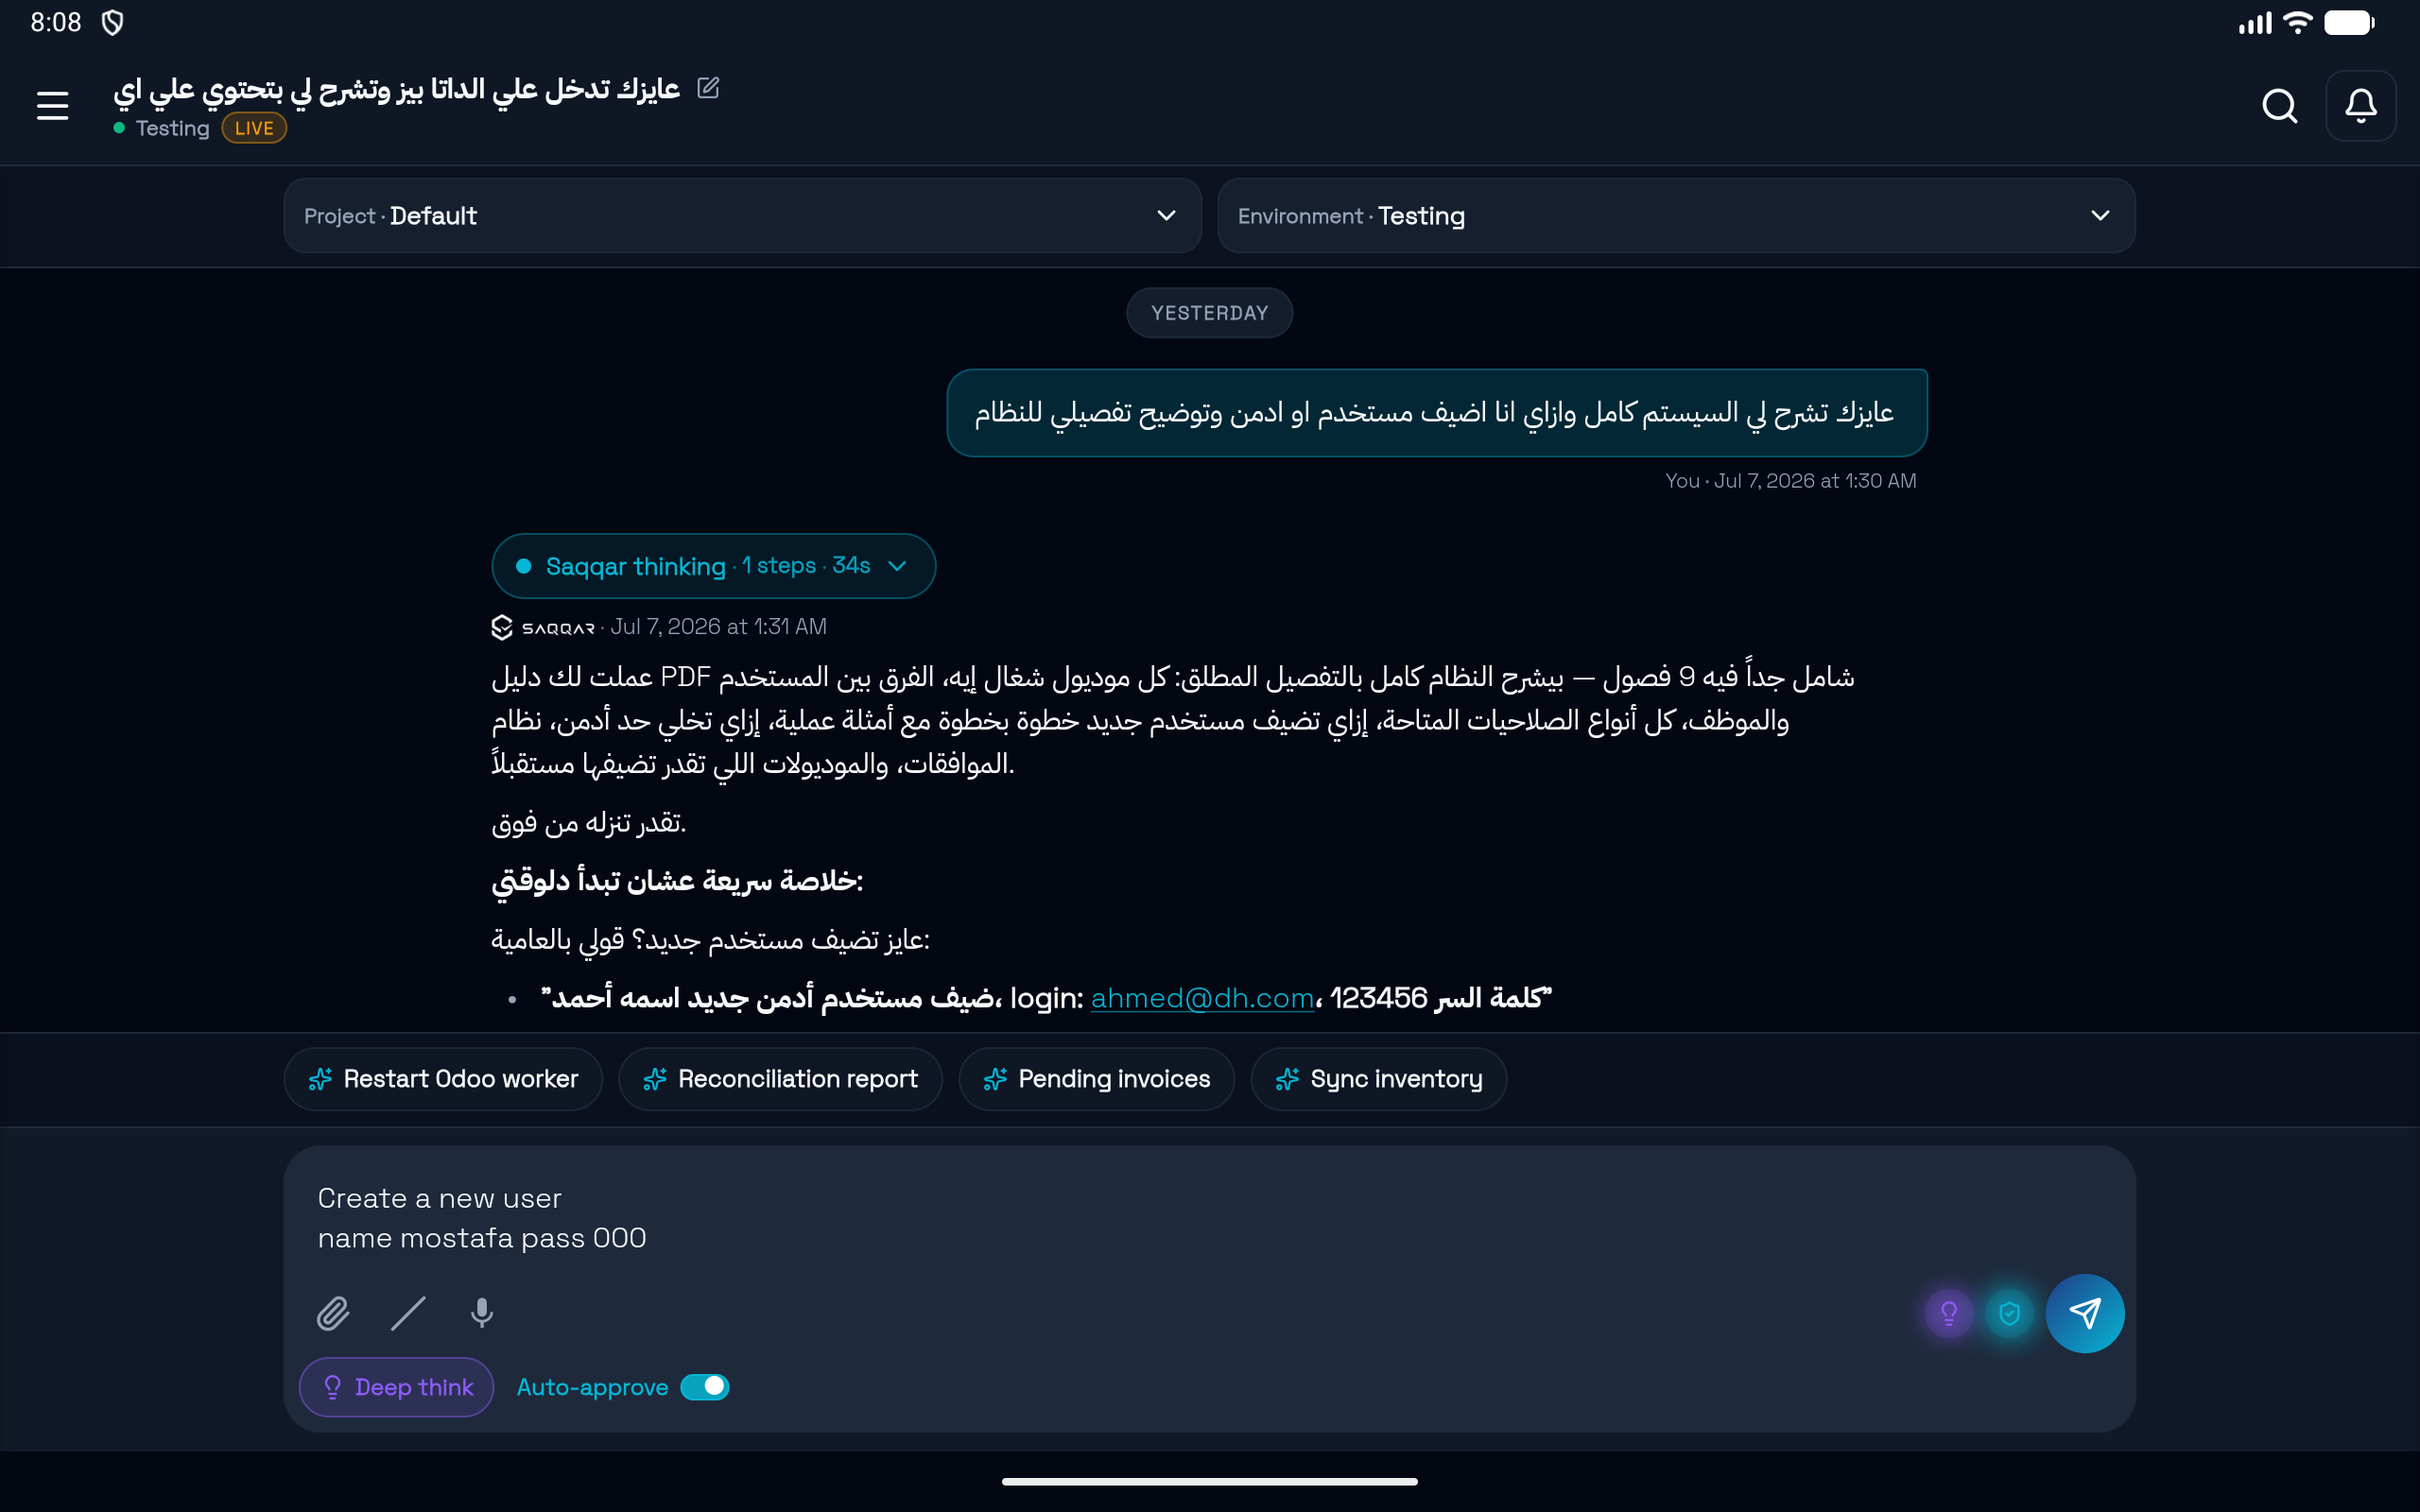 8:08
عايزك تدخل علي الداتا بيز وتشرح لي بتحتوي علي اي
Testing LIVE
Project · Default
Environment · Testing
YESTERDAY
عايزك تشرح لي السيستم كامل وازاي انا اضيف مستخدم او ادمن وتوضيح تفصيلي للنظام
You · Jul 7, 2026 at 1:30 AM
Saqqar thinking · 1 steps · 34s
SAQQAR · Jul 7, 2026 at 1:31 AM
عملت لك دليل PDF شامل جداً فيه 9 فصول — بيشرح النظام كامل بالتفصيل المطلق: كل موديول شغال إيه، الفرق بين المستخدم
والموظف، كل أنواع الصلاحيات المتاحة، إزاي تضيف مستخدم جديد خطوة بخطوة مع أمثلة عملية، إزاي تخلي حد أدمن، نظام
الموافقات، والموديولات اللي تقدر تضيفها مستقبلاً.
تقدر تنزله من فوق.
خلاصة سريعة عشان تبدأ دلوقتي:
عايز تضيف مستخدم جديد؟ قولي بالعامية:
• "ضيف مستخدم أدمن جديد اسمه أحمد، login: ahmed@dh.com، كلمة السر 123456"
Restart Odoo worker
Reconciliation report
Pending invoices
Sync inventory
Create a new user
name mostafa pass 000
Deep think
Auto-approve